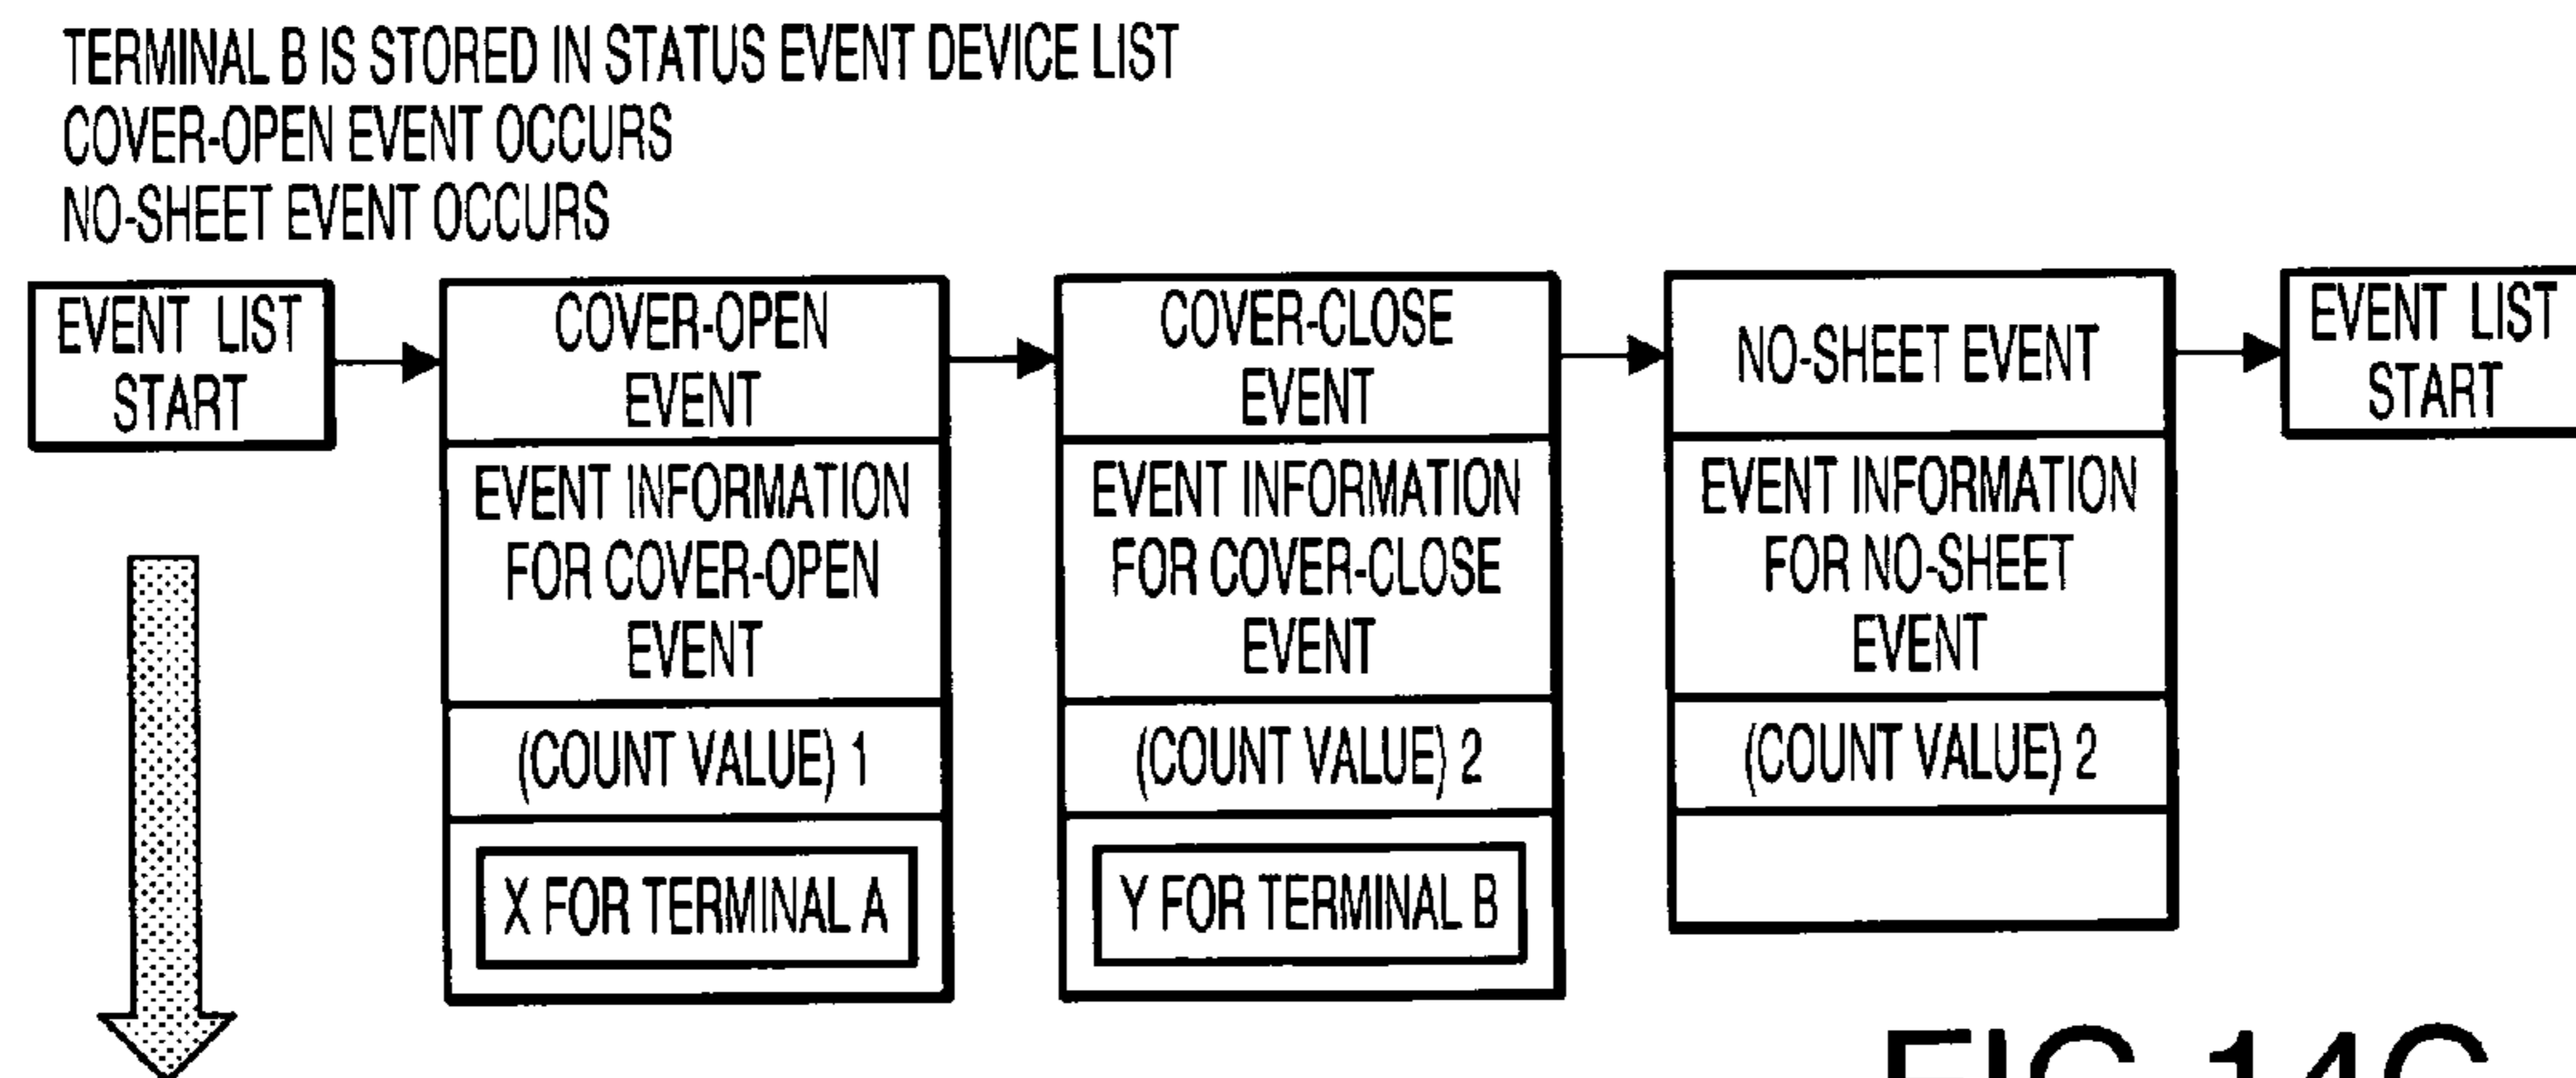 TERMINAL B IS STORED IN STATUS EVENT DEVICE LIST
COVER-OPEN EVENT OCCURS
NO-SHEET EVENT OCCURS
EVENT LIST
START
COVER-OPEN
EVENT
EVENT INFORMATION
FOR COVER-OPEN
EVENT
(COUNT VALUE) 1
X FOR TERMINAL A
COVER-CLOSE
EVENT
EVENT INFORMATION
FOR COVER-CLOSE
EVENT
(COUNT VALUE) 2
Y FOR TERMINAL B
NO-SHEET EVENT
EVENT INFORMATION
FOR NO-SHEET
EVENT
(COUNT VALUE) 2
EVENT LIST
START
FIG.14C